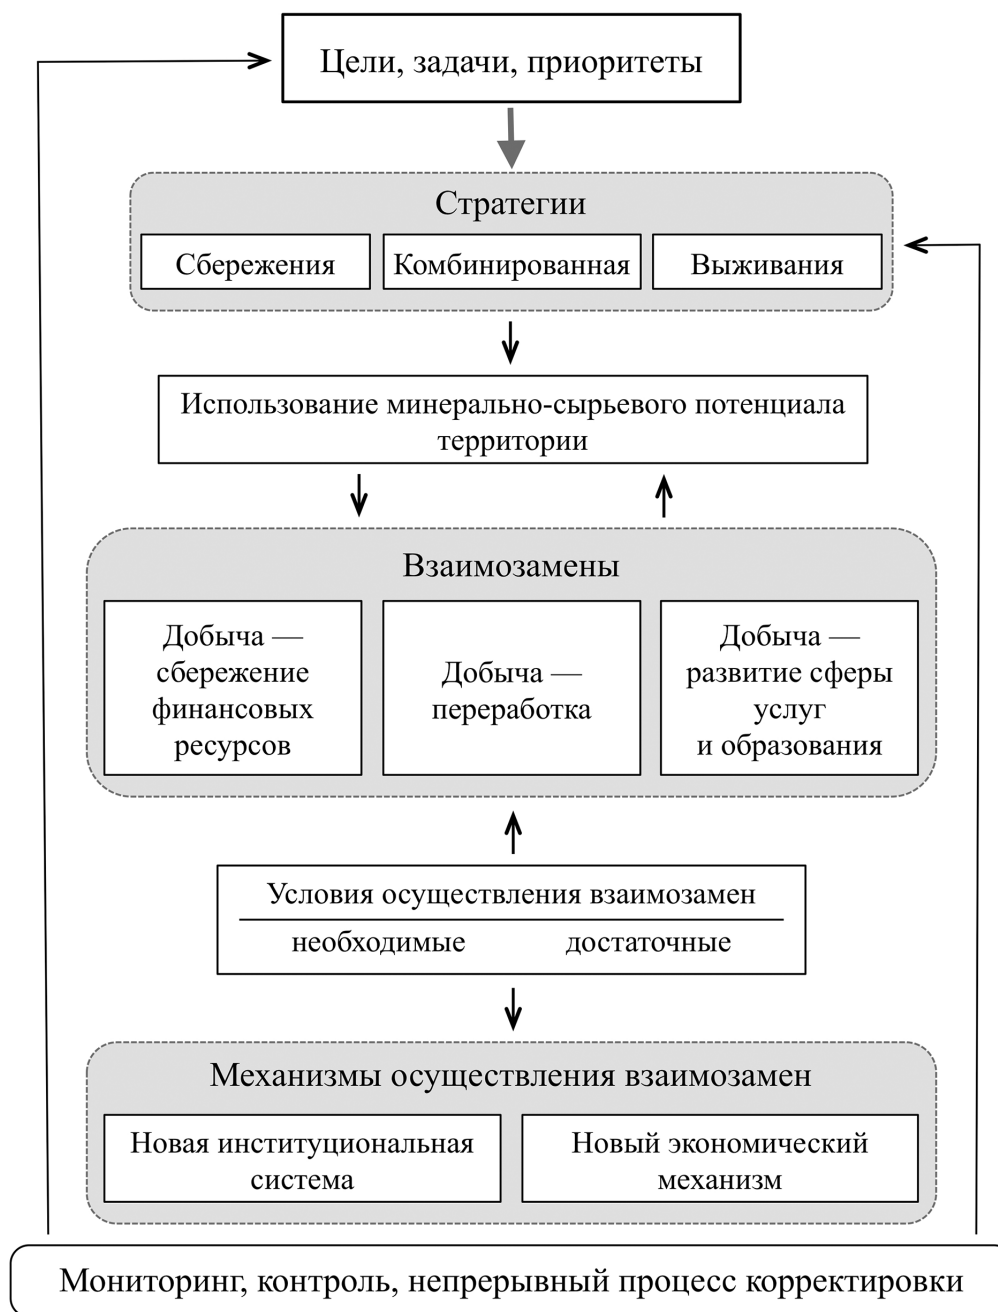 Цели, задачи, приоритеты
Стратегии
Сбережения
Комбинированная
Выживания
Использование минерально-сырьевого потенциала
территории
Взаимозамены
Добыча —
сбережение
финансовых
ресурсов
Добыча —
переработка
Добыча —
развитие сферы
услуг
и образования
Условия осуществления взаимозамен
необходимые достаточные
Механизмы осуществления взаимозамен
Новая институциональная
система
Новый экономический
механизм
Мониторинг, контроль, непрерывный процесс корректировки